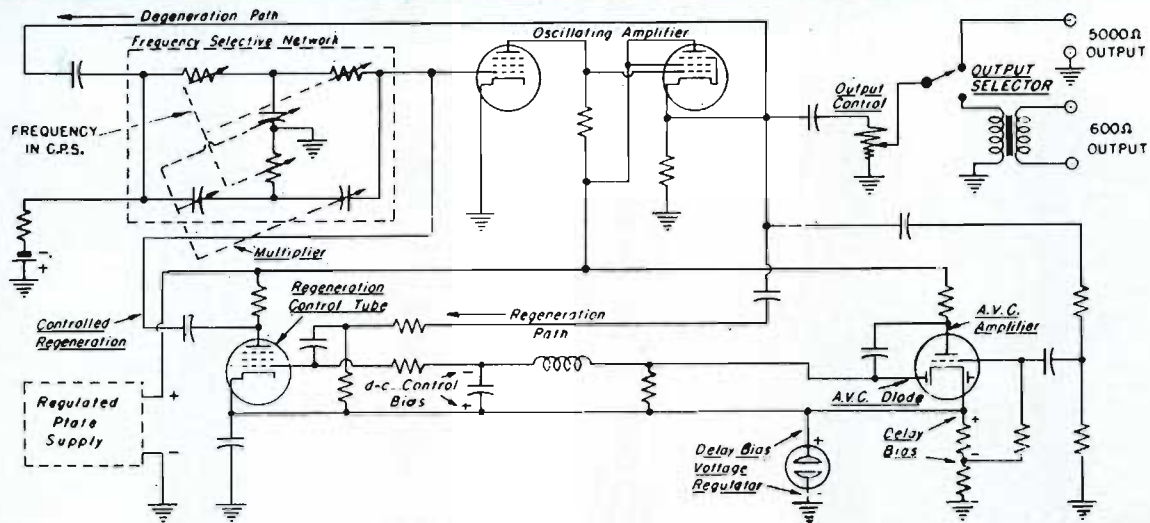 Degeneration Path
Frequency Selective Network
Oscillating Amplifier
5000Ω
OUTPUT
OUTPUT
SELECTOR
Output
Control
600Ω
OUTPUT
FREQUENCY
IN C.P.S.
-
+
Multiplier
Regeneration
Control Tube
Regeneration
Path
A.V.C.
Amplifier
Controlled
Regeneration
-
d-c Control
Bias
+
A.V.C. Diode
Regulated
Plate
Supply
+
-
Delay Bias
Voltage
Regulator
+
-
Delay
Bias
+
-